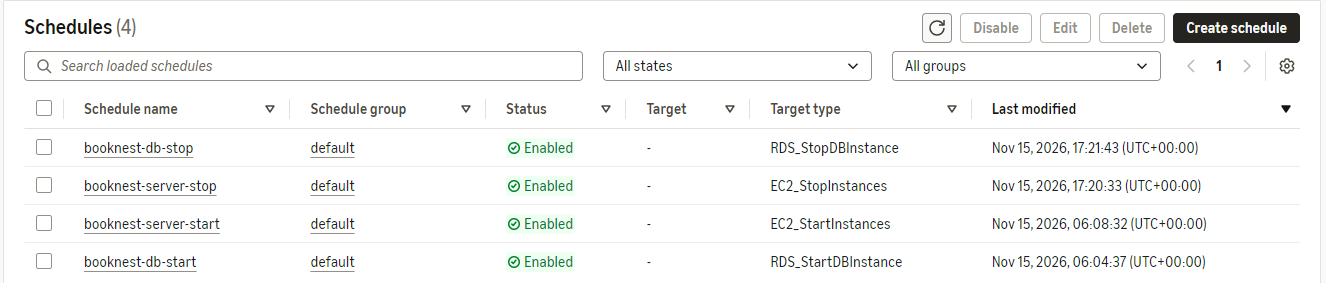 Schedules (4)
Disable Edit Delete Create schedule
Search loaded schedules All states All groups 1
Schedule name Schedule group Status Target Target type Last modified
booknest-db-stop default Enabled - RDS_StopDBInstance Nov 15, 2026, 17:21:43 (UTC+00:00)
booknest-server-stop default Enabled - EC2_StopInstances Nov 15, 2026, 17:20:33 (UTC+00:00)
booknest-server-start default Enabled - EC2_StartInstances Nov 15, 2026, 06:08:32 (UTC+00:00)
booknest-db-start default Enabled - RDS_StartDBInstance Nov 15, 2026, 06:04:37 (UTC+00:00)